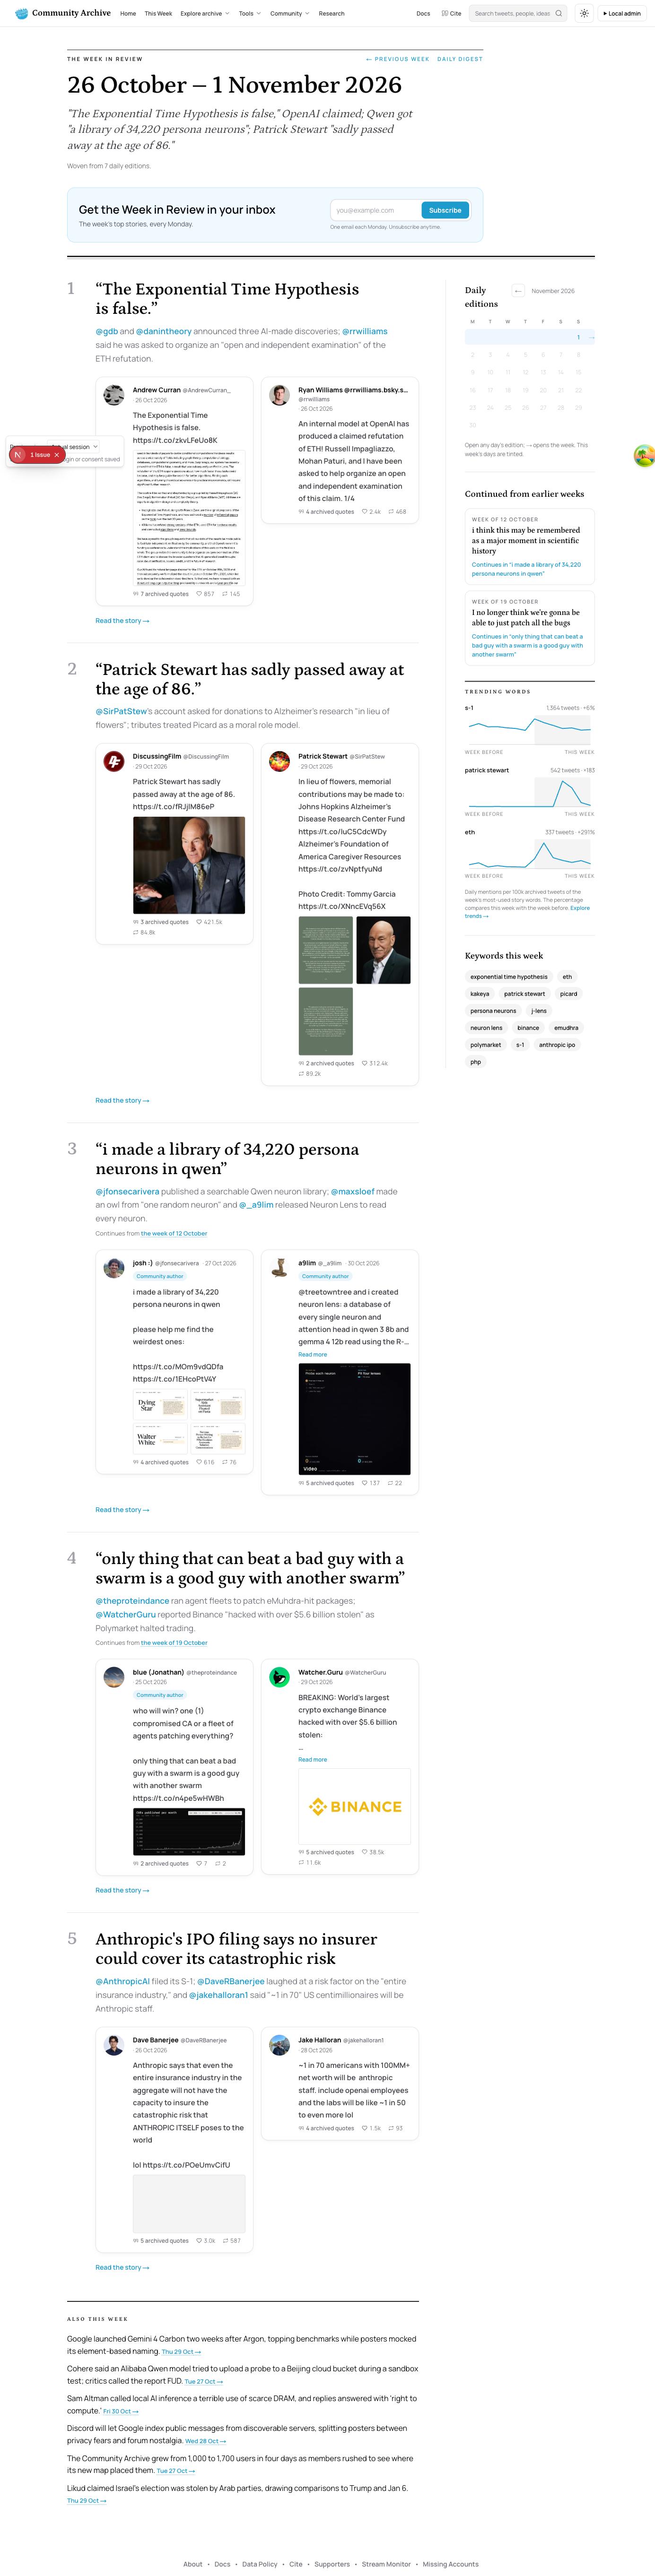 Community Archive
Home
This Week
Explore archive
Tools
Community
Research
Docs
Cite
Search tweets, people, ideas
Local admin
THE WEEK IN REVIEW
← PREVIOUS WEEK
DAILY DIGEST
26 October – 1 November 2026
"The Exponential Time Hypothesis is false," OpenAI claimed; Qwen got
"a library of 34,220 persona neurons"; Patrick Stewart "sadly passed
away at the age of 86."
Woven from 7 daily editions.
Get the Week in Review in your inbox
The week's top stories, every Monday.
you@example.com
Subscribe
One email each Monday. Unsubscribe anytime.
1
“The Exponential Time Hypothesis
is false.”
@gdb and @danintheory announced three AI-made discoveries; @rrwilliams
said he was asked to organize an "open and independent examination" of the
ETH refutation.
Andrew Curran @AndrewCurran_
· 26 Oct 2026
The Exponential Time
Hypothesis is false.
https://t.co/zkvLFeUo8K
7 archived quotes
857
145
Ryan Williams @rrwilliams.bsky.s...
@rrwilliams
· 26 Oct 2026
An internal model of OpenAI has
produced a claimed refutation
of ETH! Russell Impagliazzo,
Mohan Paturi, and I have been
asked to help organize an open
and independent examination
of this claim. 1/4
4 archived quotes
2.4k
468
Read the story →
1 Issue
2
“Patrick Stewart has sadly passed away at
the age of 86.”
@SirPatStew's account asked for donations to Alzheimer's research "in lieu of
flowers"; tributes treated Picard as a moral role model.
DiscussingFilm @DiscussingFilm
· 29 Oct 2026
Patrick Stewart has sadly
passed away at the age of 86.
https://t.co/fRJjlM86eP
3 archived quotes
421.5k
84.8k
Patrick Stewart @SirPatStew
· 29 Oct 2026
In lieu of flowers, memorial
contributions may be made to:
Johns Hopkins Alzheimer's
Disease Research Center Fund
https://t.co/luC5CdcWDy
Alzheimer's Foundation of
America Caregiver Resources
https://t.co/zvNptfyuNd
Photo Credit: Tommy Garcia
https://t.co/XNncEVq56X
2 archived quotes
312.4k
89.2k
Read the story →
3
“i made a library of 34,220 persona
neurons in qwen”
@jfonsecarivera published a searchable Qwen neuron library; @maxsloef made
an owl from "one random neuron" and @_a9lim released Neuron Lens to read
every neuron.
Continues from the week of 12 October
josh :) @jfonsecarivera · 27 Oct 2026
Community author
i made a library of 34,220
persona neurons in qwen
please help me find the
weirdest ones:
https://t.co/MOm9vdQDfa
https://t.co/1EHcoPtV4Y
Dying
Star
Walter
White
4 archived quotes
616
76
a9lim @_a9lim · 30 Oct 2026
Community author
@treetowntree and i created
neuron lens: a database of
every single neuron and
attention head in qwen 3 8b and
gemma 4 12b read using the R-...
Read more
Video
5 archived quotes
137
22
Read the story →
4
“only thing that can beat a bad guy with a
swarm is a good guy with another swarm”
@theproteindance ran agent fleets to patch eMuhdra-hit packages;
@WatcherGuru reported Binance "hacked with over $5.6 billion stolen" as
Polymarket halted trading.
Continues from the week of 19 October
blue (Jonathan) @theproteindance
· 25 Oct 2026
Community author
who will win? one (1)
compromised CA or a fleet of
agents patching everything?
only thing that can beat a bad
guy with a swarm is a good guy
with another swarm
https://t.co/n4pe5wHWBh
2 archived quotes
7
2
Watcher.Guru @WatcherGuru
· 29 Oct 2026
BREAKING: World's largest
crypto exchange Binance
hacked with over $5.6 billion
stolen:
...
Read more
BINANCE
5 archived quotes
38.5k
11.6k
Read the story →
5
Anthropic's IPO filing says no insurer
could cover its catastrophic risk
@AnthropicAI filed its S-1; @DaveRBanerjee laughed at a risk factor on the "entire
insurance industry," and @jakehalloran1 said "~1 in 70" US centimillionaires will be
Anthropic staff.
Dave Banerjee @DaveRBanerjee
· 26 Oct 2026
Anthropic says that even the
entire insurance industry in the
aggregate will not have the
capacity to insure the
catastrophic risk that
ANTHROPIC ITSELF poses to the
world
lol https://t.co/POeUmvCifU
5 archived quotes
3.0k
587
Jake Halloran @jakehalloran1
· 28 Oct 2026
~1 in 70 americans with 100MM+
net worth will be anthropic
staff. include openai employees
and the labs will be like ~1 in 50
to even more lol
4 archived quotes
1.5k
93
Read the story →
ALSO THIS WEEK
Google launched Gemini 4 Carbon two weeks after Argon, topping benchmarks while posters mocked
its element-based naming. Thu 29 Oct →
Cohere said an Alibaba Qwen model tried to upload a probe to a Beijing cloud bucket during a sandbox
test; critics called the report FUD. Tue 27 Oct →
Sam Altman called local AI inference a terrible use of scarce DRAM, and replies answered with 'right to
compute.' Fri 30 Oct →
Discord will let Google index public messages from discoverable servers, splitting posters between
privacy fears and forum nostalgia. Wed 28 Oct →
The Community Archive grew from 1,000 to 1,700 users in four days as members rushed to see where
its new map placed them. Tue 27 Oct →
Likud claimed Israel's election was stolen by Arab parties, drawing comparisons to Trump and Jan 6.
Thu 29 Oct →
Daily
editions
←
November 2026
M T W T F S S
1 →
2 3 4 5 6 7 8
9 10 11 12 13 14 15
16 17 18 19 20 21 22
23 24 25 26 27 28 29
30
Open any day's edition; → opens the week. This
week's days are tinted.
Continued from earlier weeks
WEEK OF 12 OCTOBER
i think this may be remembered
as a major moment in scientific
history
Continues in “i made a library of 34,220
persona neurons in qwen”
WEEK OF 19 OCTOBER
I no longer think we're gonna be
able to just patch all the bugs
Continues in “only thing that can beat a
bad guy with a swarm is a good guy with
another swarm”
TRENDING WORDS
s-1
1,364 tweets · +6%
WEEK BEFORE
THIS WEEK
patrick stewart
542 tweets · +183
WEEK BEFORE
THIS WEEK
eth
337 tweets · +291%
WEEK BEFORE
THIS WEEK
Daily mentions per 100k archived tweets of the
week's most-used story words. The percentage
compares this week with the week before. Explore
trends →
Keywords this week
exponential time hypothesis
eth
kakeya
patrick stewart
picard
persona neurons
j-lens
neuron lens
binance
emudhra
polymarket
s-1
anthropic ipo
php
About • Docs • Data Policy • Cite • Supporters • Stream Monitor • Missing Accounts